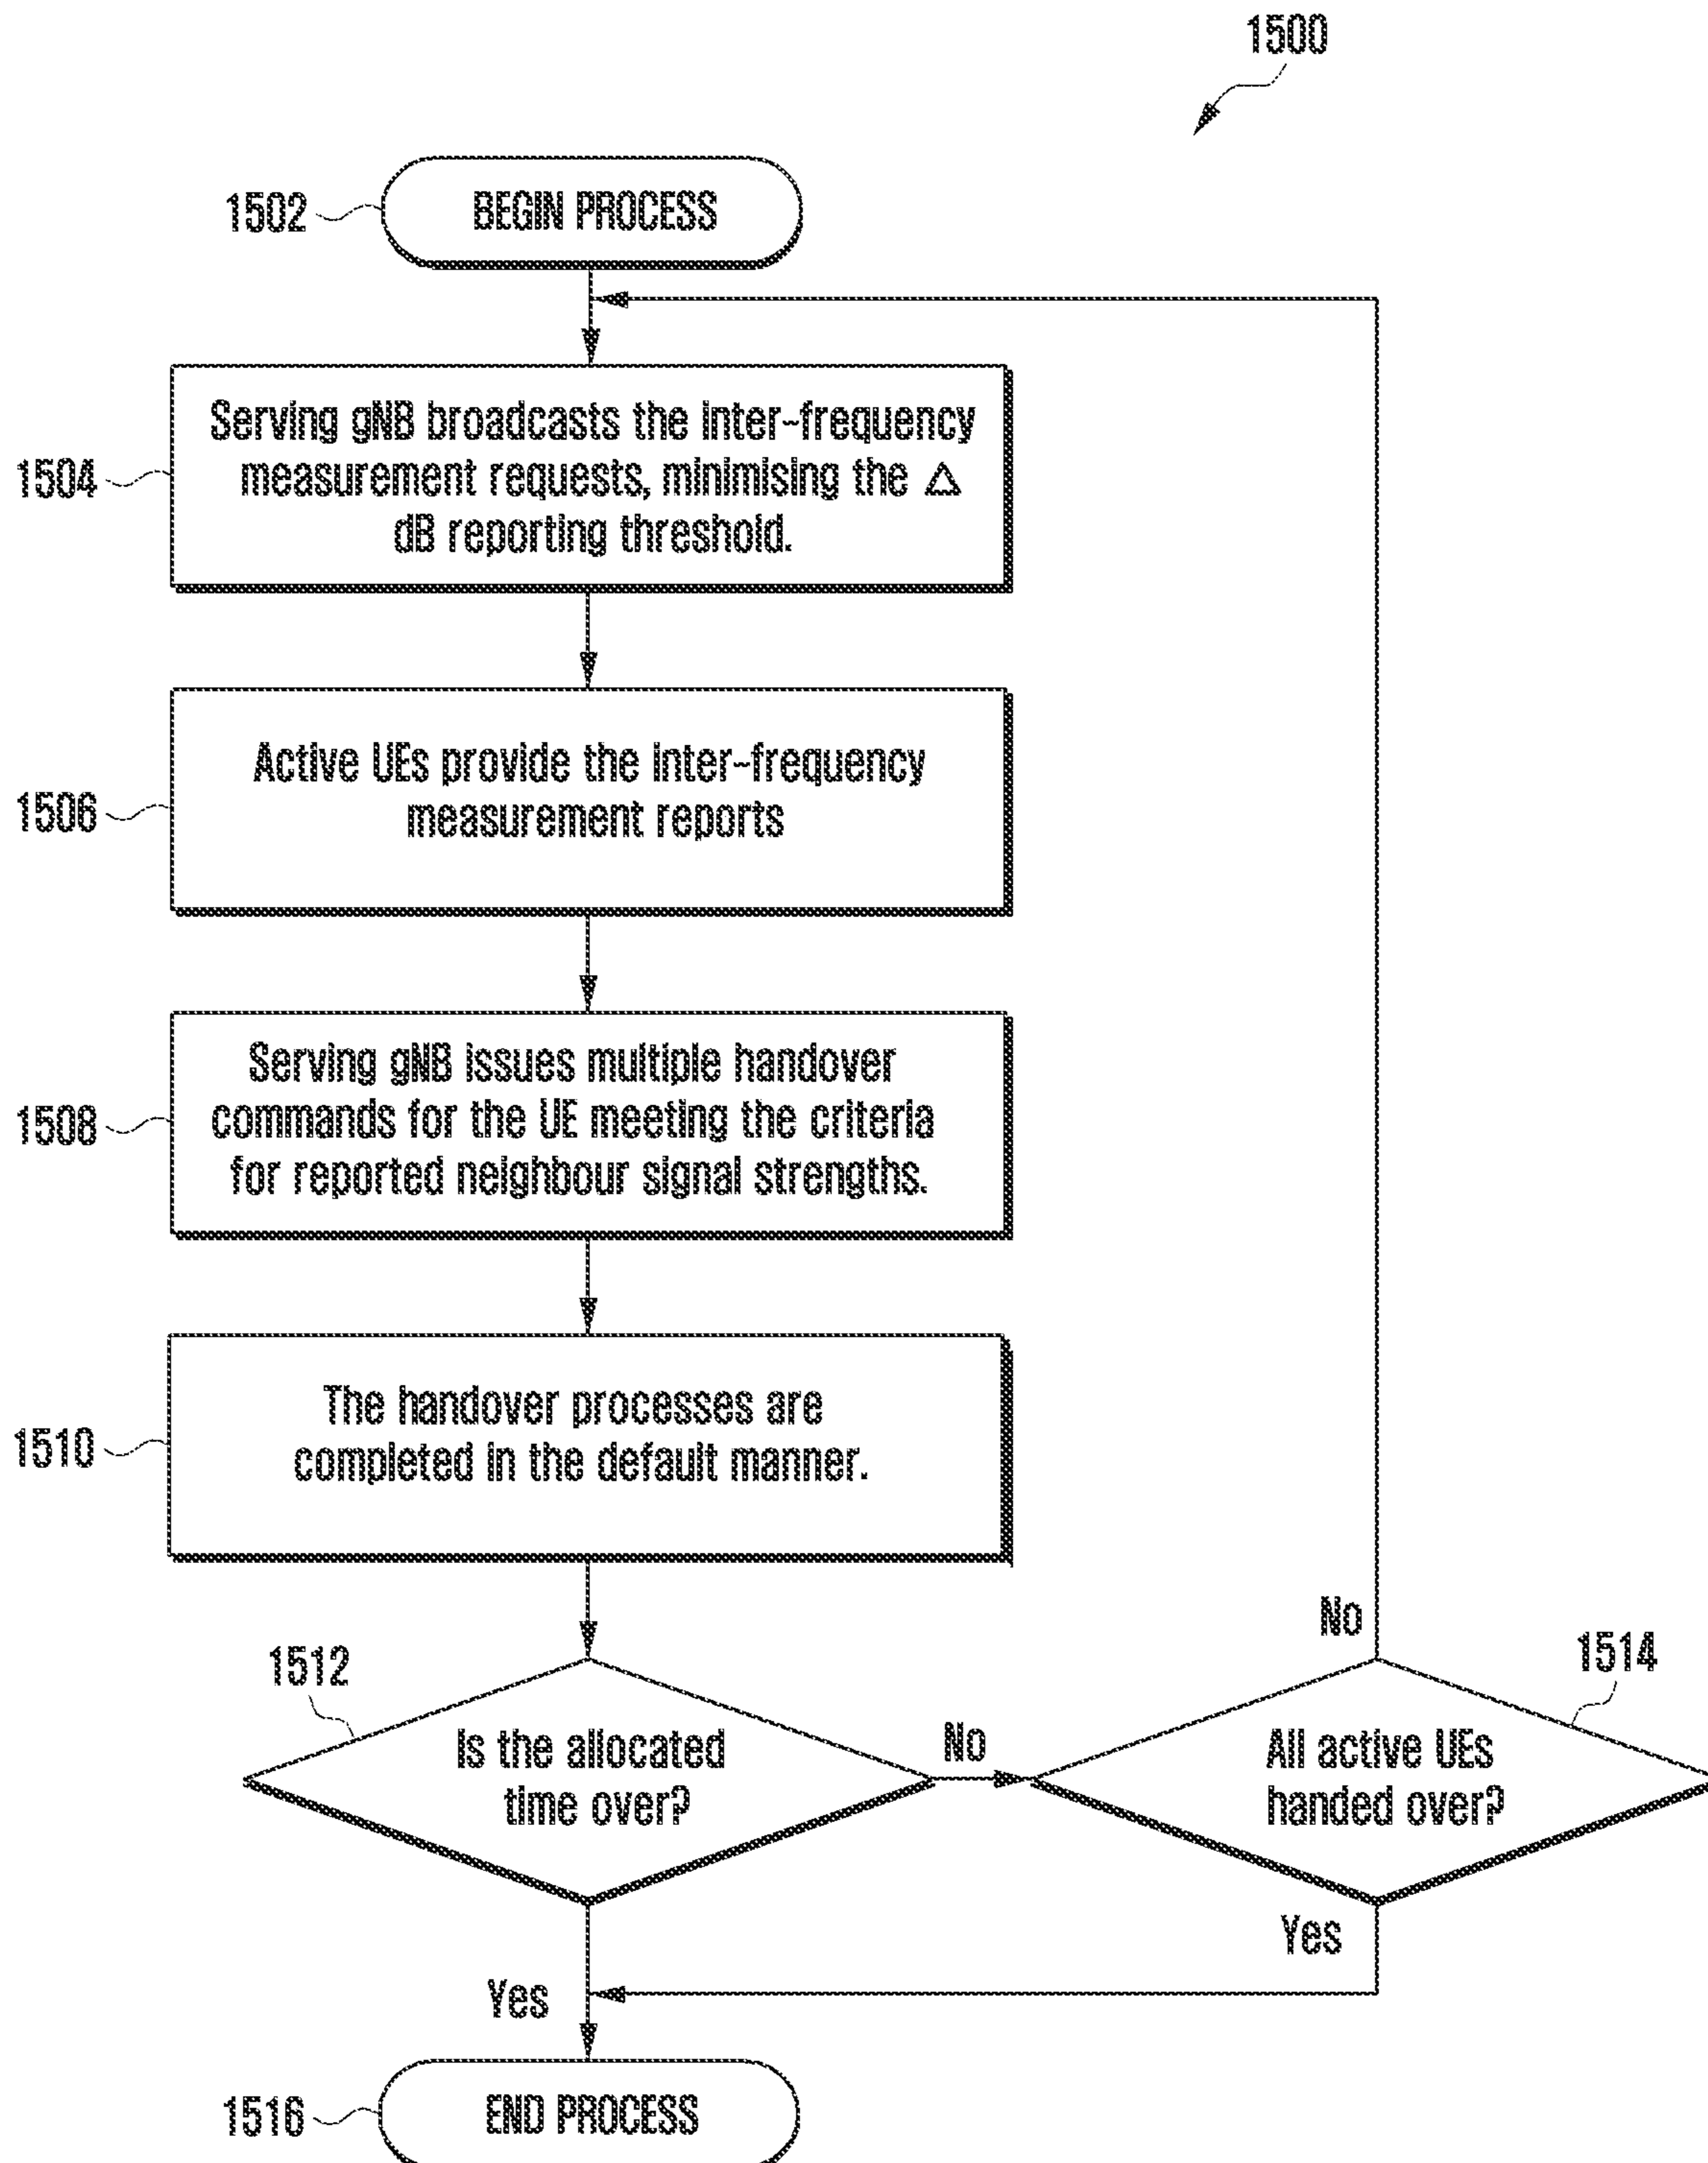 1500
1502
BEGIN PROCESS
1504
Serving gNB broadcasts the inter-frequency
measurement requests, minimising the Δ
dB reporting threshold.
1506
Active UEs provide the inter-frequency
measurement reports
1508
Serving gNB issues multiple handover
commands for the UE meeting the criteria
for reported neighbour signal strengths.
1510
The handover processes are
completed in the default manner.
1512
Is the allocated
time over?
No
No
1514
All active UEs
handed over?
Yes
Yes
1516
END PROCESS